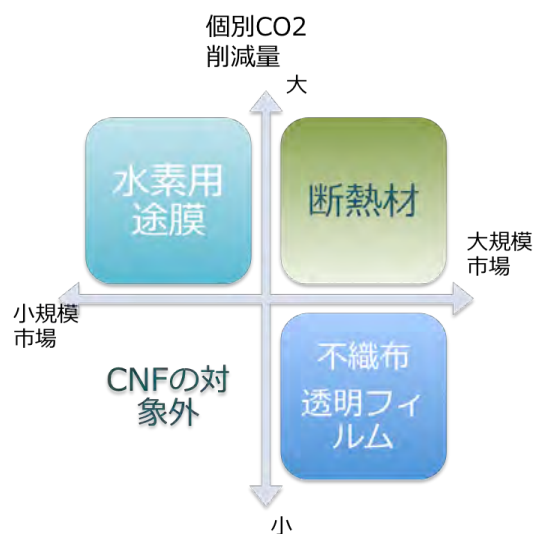 個別CO2
削減量
大
水素用
途膜
断熱材
大規模
市場
小規模
市場
CNFの対
象外
不織布
透明フィ
ルム
小